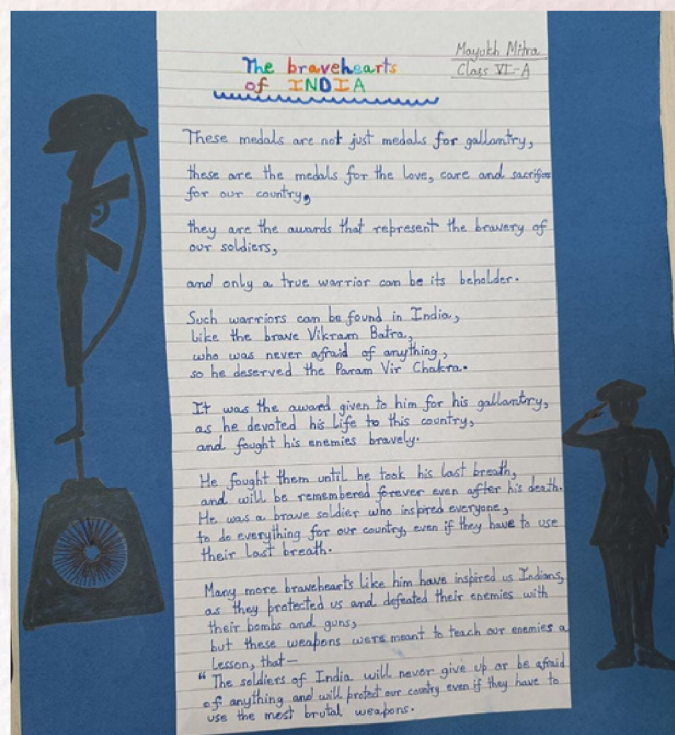 Mayukh Mitra
Class VI-A
The bravehearts
of INDIA
These medals are not just medals for gallantry,
these are the medals for the love, care and sacrifice
for our country,
they are the awards that represent the bravery of
our soldiers,
and only a true warrior can be its beholder.
Such warriors can be found in India,
Like the brave Vikram Batra,
who was never afraid of anything,
so he deserved the Param Vir Chakra.
It was the award given to him for his gallantry,
as he devoted his life to this country,
and fought his enemies bravely.
He fought them until he took his last breath,
and will be remembered forever even after his death.
He was a brave soldier who inspired everyone,
to do everything for our country, even if they have to use
their last breath.
Many more bravehearts like him have inspired us Indians,
as they protected us and defeated their enemies with
their bombs and guns,
but these weapons were meant to teach our enemies a
lesson, that—
"The soldiers of India will never give up or be afraid
of anything and will protect our country even if they have to
use the most brutal weapons.